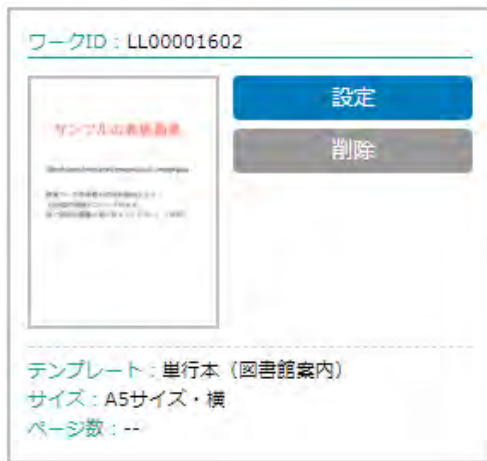 ワークID：LL00001602
設定
サンプルの表紙画像
削除
テンプレート：単行本（図書館案内）
サイズ：A5サイズ・横
ページ数：--